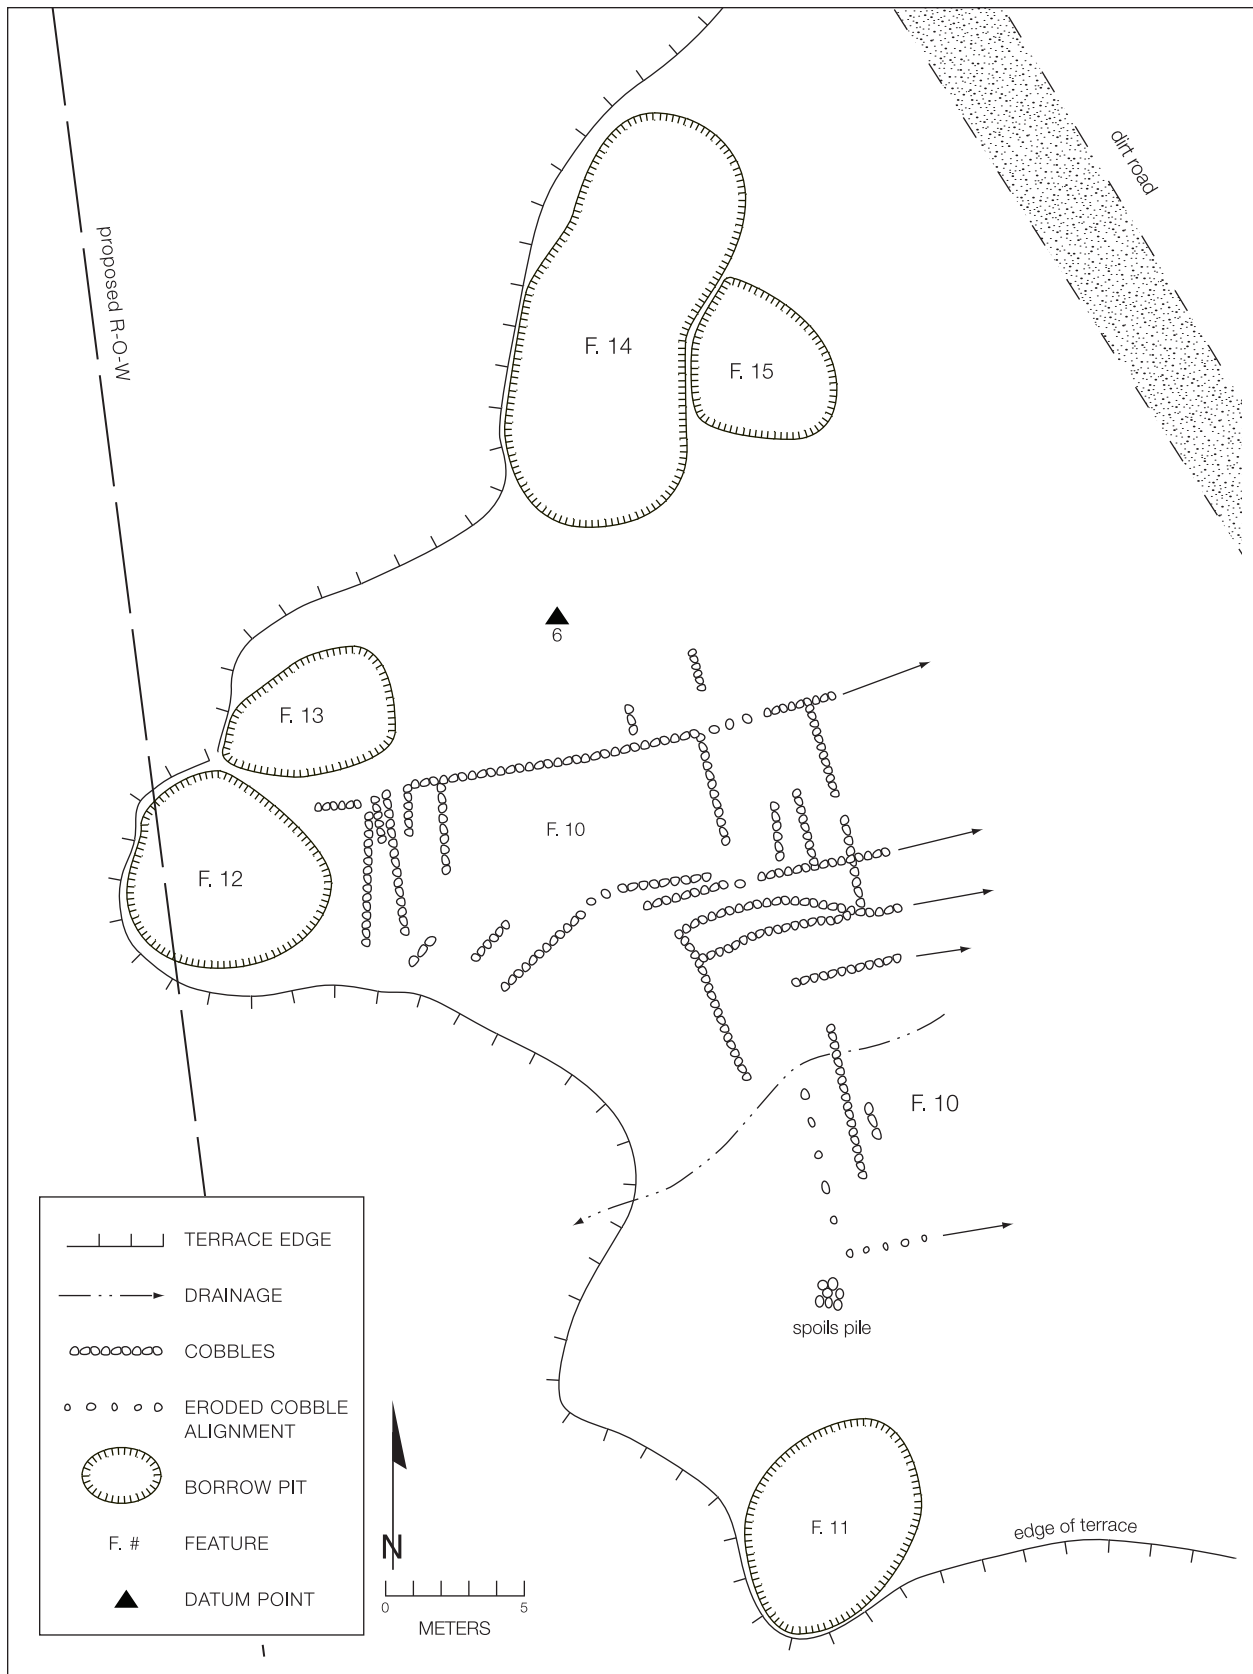 dirt road
proposed R-O-W
F. 14
F. 15
6
F. 13
F. 10
F. 12
F. 10
spoils pile
TERRACE EDGE
DRAINAGE
COBBLES
ERODED COBBLE
ALIGNMENT
BORROW PIT
F. # FEATURE
DATUM POINT
N
0 5
METERS
F. 11
edge of terrace